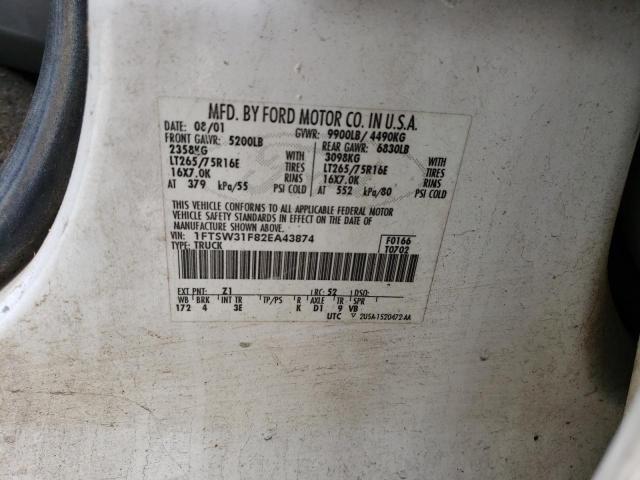 MFD. BY FORD MOTOR CO. IN U.S.A.
DATE: 08/01 GVWR: 9900LB/ 4490KG
FRONT GAWR: 5200LB REAR GAWR: 6830LB
2358KG WITH 3098KG WITH
LT265/75R16E TIRES LT265/75R16E TIRES
16X7.0K RIMS 16X7.0K RIMS
AT 379 kPa/55 PSI COLD AT 552 kPa/80 PSI COLD
THIS VEHICLE CONFORMS TO ALL APPLICABLE FEDERAL MOTOR
VEHICLE SAFETY STANDARDS IN EFFECT ON THE DATE OF
MANUFACTURE SHOWN ABOVE.
VIN: 1FTSW31F82EA43874 F0166
TYPE: TRUCK T0702
EXT PNT: Z1 RC: 52 DSO:
WB BRK INT TR TP/PS R AXLE TR SPR
172 4 3E K D1 9 VB
UTC 2U5A-1520472-AA